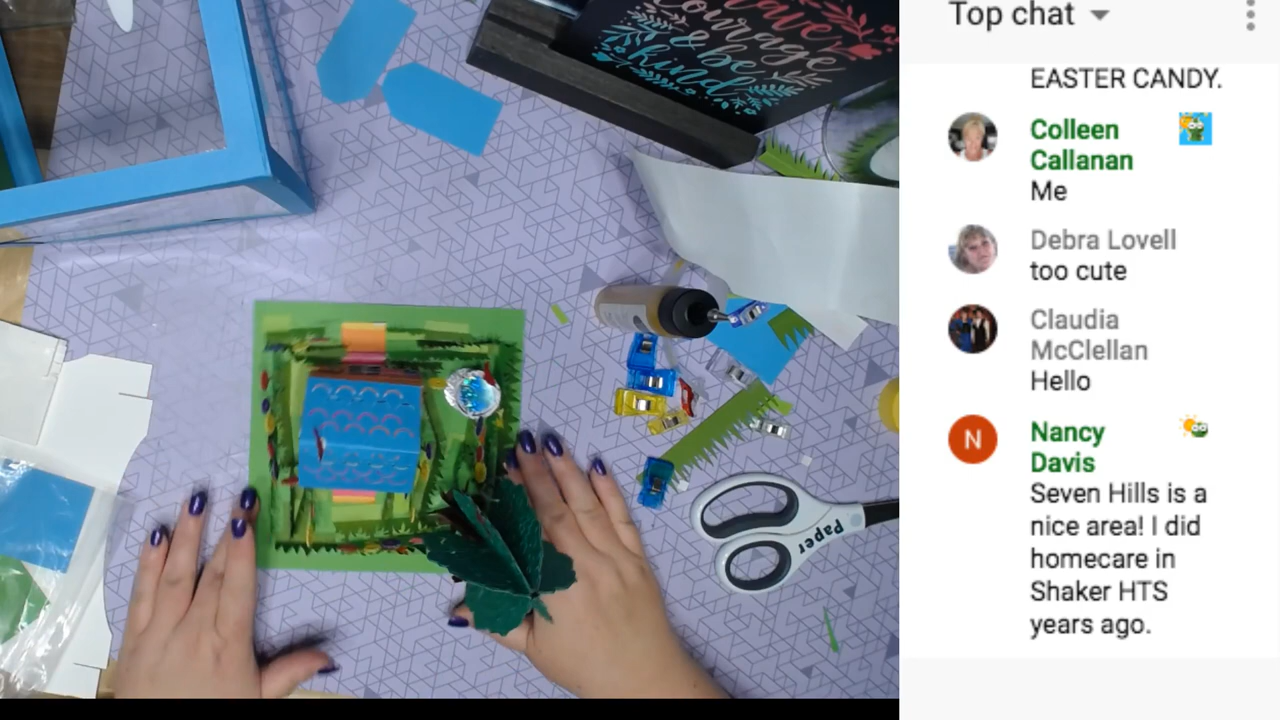 have
courage
& be
kind
Paper
Top chat
EASTER CANDY.
Colleen
Callanan
Me
Debra Lovell
too cute
Claudia
McClellan
Hello
N
Nancy
Davis
Seven Hills is a
nice area! I did
homecare in
Shaker HTS
years ago.